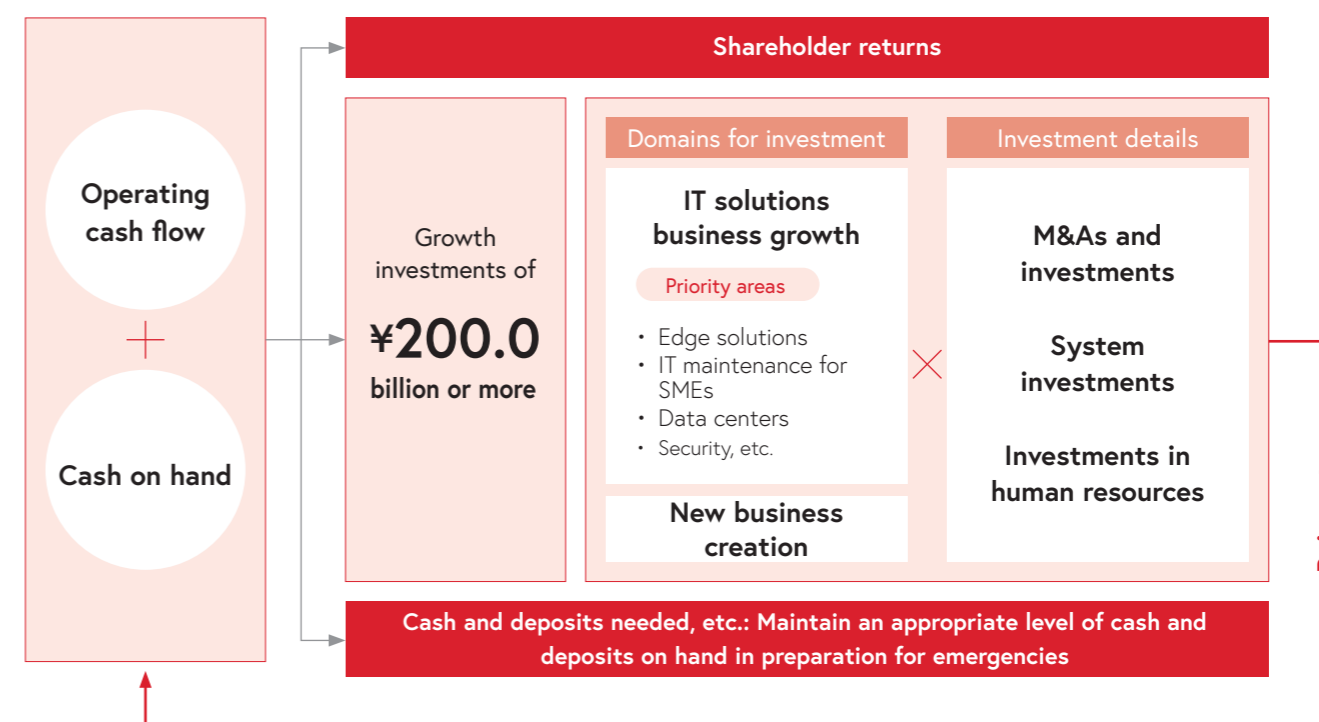 Operating
cash flow
+
Cash on hand
Shareholder returns
Growth
investments of
¥200.0
billion or more
Domains for investment
IT solutions
business growth
Priority areas
・ Edge solutions
・ IT maintenance for
SMEs
・ Data centers
・ Security, etc.
New business
creation
×
Investment details
M&As and
investments
System
investments
Investments in
human resources
Cash and deposits needed, etc.: Maintain an appropriate level of cash and
deposits on hand in preparation for emergencies